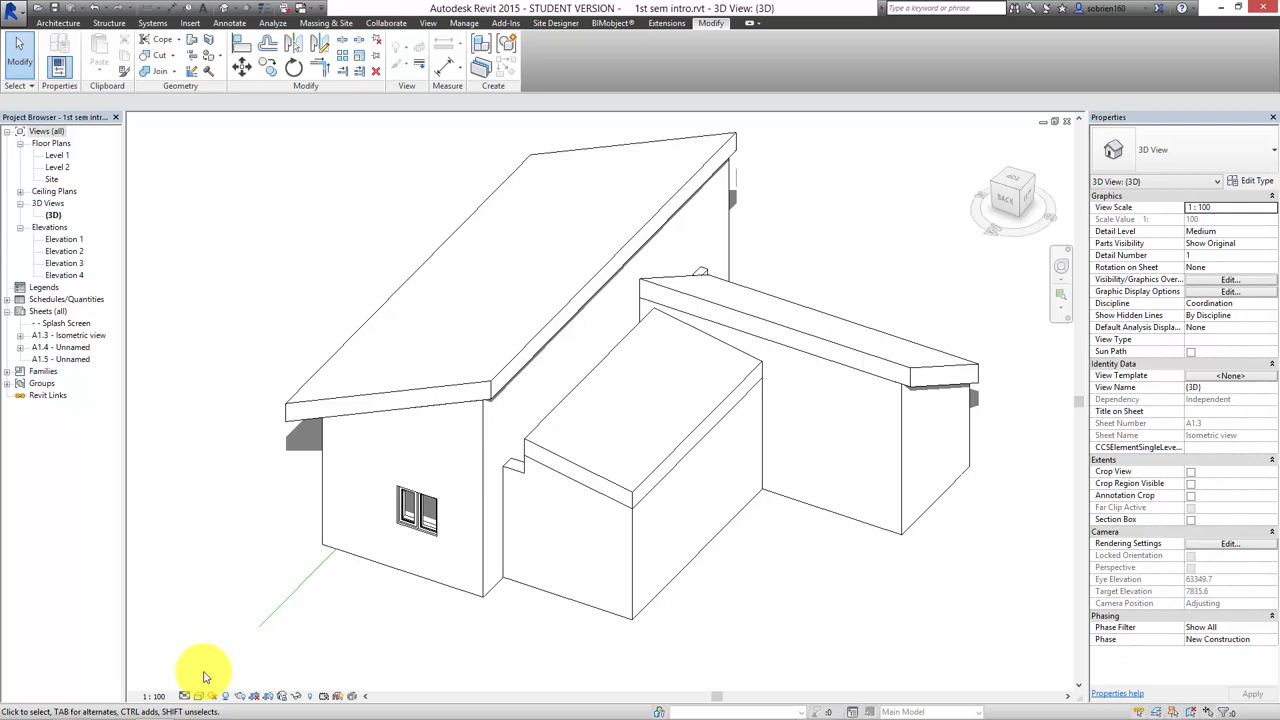 Autodesk Revit 2015 - STUDENT VERSION - 1st sem intro.rvt - 3D View: {3D}
Type a keyword or phrase
sobrien160
Architecture Structure Systems Insert Annotate Analyze Massing & Site Collaborate View Manage Add-Ins Site Designer BIMobject® Extensions Modify
Modify
Paste
Cope
Cut
Join
Select Properties Clipboard Geometry Modify View Measure Create
Project Browser - 1st sem intr...
Views (all)
Floor Plans
Level 1
Level 2
Site
Ceiling Plans
3D Views
{3D}
Elevations
Elevation 1
Elevation 2
Elevation 3
Elevation 4
Legends
Schedules/Quantities
Sheets (all)
- - Splash Screen
A1.3 - Isometric view
A1.4 - Unnamed
A1.5 - Unnamed
Families
Groups
Revit Links
TOP
BACK
Properties
3D View
3D View: {3D}
Edit Type
Graphics
View Scale 1 : 100
Scale Value 1: 100
Detail Level Medium
Parts Visibility Show Original
Detail Number 1
Rotation on Sheet None
Visibility/Graphics Over... Edit...
Graphic Display Options Edit...
Discipline Coordination
Show Hidden Lines By Discipline
Default Analysis Displa... None
View Type
Sun Path
Identity Data
View Template <None>
View Name {3D}
Dependency Independent
Title on Sheet
Sheet Number A1.3
Sheet Name Isometric view
CCSElementSingleLeve...
Extents
Crop View
Crop Region Visible
Annotation Crop
Far Clip Active
Section Box
Camera
Rendering Settings Edit...
Locked Orientation
Perspective
Eye Elevation 63349.7
Target Elevation 7835.6
Camera Position Adjusting
Phasing
Phase Filter Show All
Phase New Construction
Properties help
Apply
1 : 100
Click to select, TAB for alternates, CTRL adds, SHIFT unselects.
:0
Main Model
:0